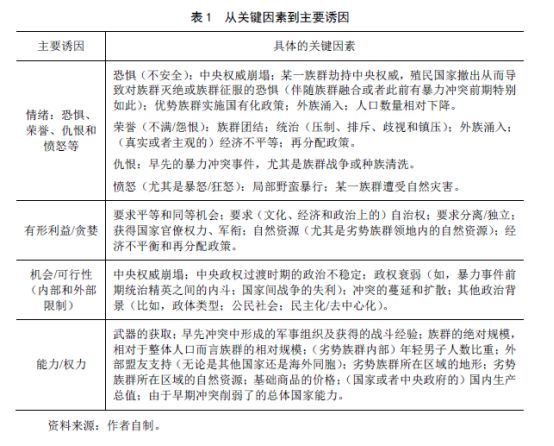 表 1 从关键因素到主要诱因
主要诱因
具体的关键因素
情绪：恐惧、
荣誉、仇恨和
愤怒等
恐惧（不安全）：中央权威崩塌；某一族群劫持中央权威，殖民国家撤出从而导
致对族群灭绝或族群征服的恐惧（伴随族群融合或者此前有暴力冲突前期特别
如此）；优势族群实施国有化政策；外族涌入；人口数量相对下降。
荣誉（不满/怨恨）：族群团结；统治（压制、排斥、歧视和镇压）；外族涌入；
（真实或者主观的）经济不平等；再分配政策。
仇恨：早先的暴力冲突事件，尤其是族群战争或种族清洗。
愤怒（尤其是暴怒/狂怒）：局部野蛮暴行；某一族群遭受自然灾害。
有形利益/贪婪
要求平等和同等机会；要求（文化、经济和政治上的）自治权；要求分离/独立；
获得国家官僚权力、军衔；自然资源（尤其是劣势族群领地内的自然资源）；经
济不平衡和再分配政策。
机会/可行性
（内部和外部
限制）
中央权威崩塌；中央政权过渡时期的政治不稳定；政权衰弱（如，暴力事件前
期统治精英之间的内斗；国家间战争的失利）；冲突的蔓延和扩散；其他政治背
景（比如，政体类型；公民社会；民主化/去中心化）。
能力/权力
武器的获取；早先冲突中形成的军事组织及获得的战斗经验；族群的绝对规模，
相对于整体人口而言族群的相对规模；（劣势族群内部）年轻男子人数比重；外
部盟友支持（无论是其他国家还是海外同胞）；劣势族群所在区域的地形；劣势
族群所在区域的自然资源；基础商品的价格；（国家或者中央政府的）国内生产
总值；由于早期冲突削弱了的总体国家能力。
资料来源：作者自制。